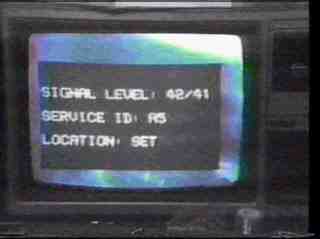 SIGNAL LEVEL: 42/41
SERVICE ID: A5
LOCATION: SET